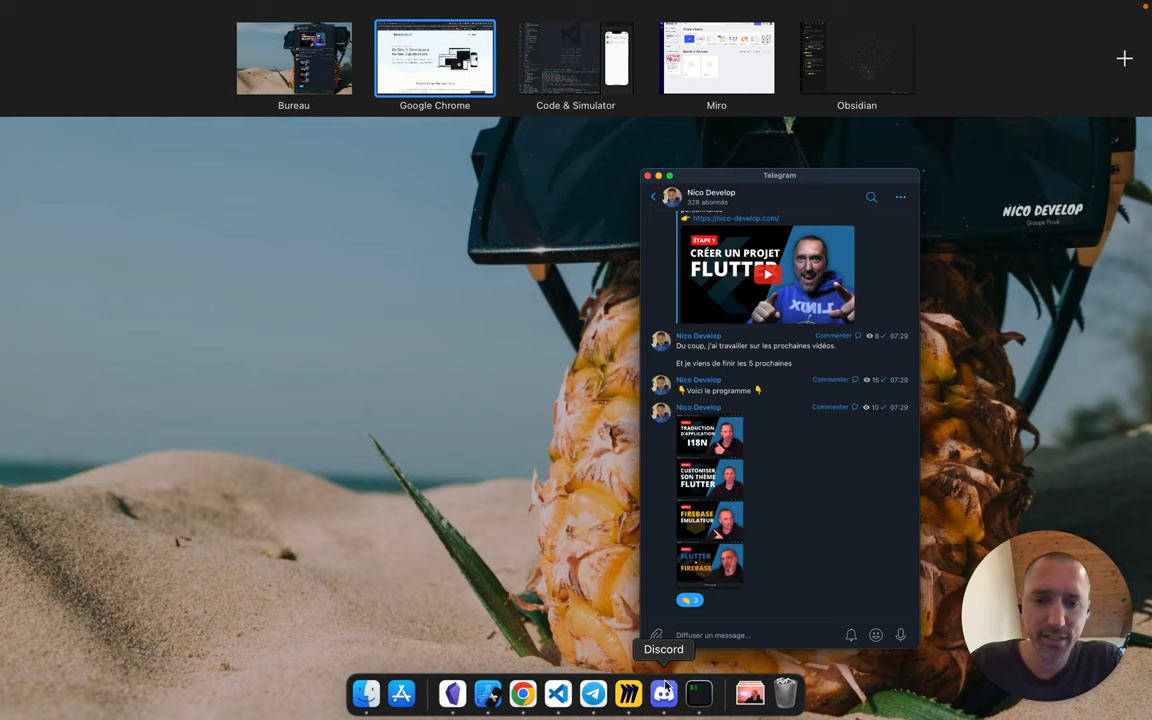 Bureau
Google Chrome
Code & Simulator
Miro
Obsidian
Telegram
Nico Develop
328 abonnés
https://nico-develop.com/
ÉTAPE 1
CRÉER UN PROJET
FLUTTER
LINUX
Nico Develop
Commenter 8 07:29
Du coup, j'ai travailler sur les prochaines vidéos.
Et je viens de finir les 5 prochaines
Nico Develop
Commenter 15 07:29
👇Voici le programme 👇
Nico Develop
Commenter 10 07:29
TRADUCTION
D'APPLICATION
I18N
CUSTOMISER
SON THÈME
FLUTTER
FIREBASE
ÉMULATEUR
FLUTTER
+
FIREBASE
3
Diffuser un message...
Discord
NICO DEVELOP
Groupe Privé